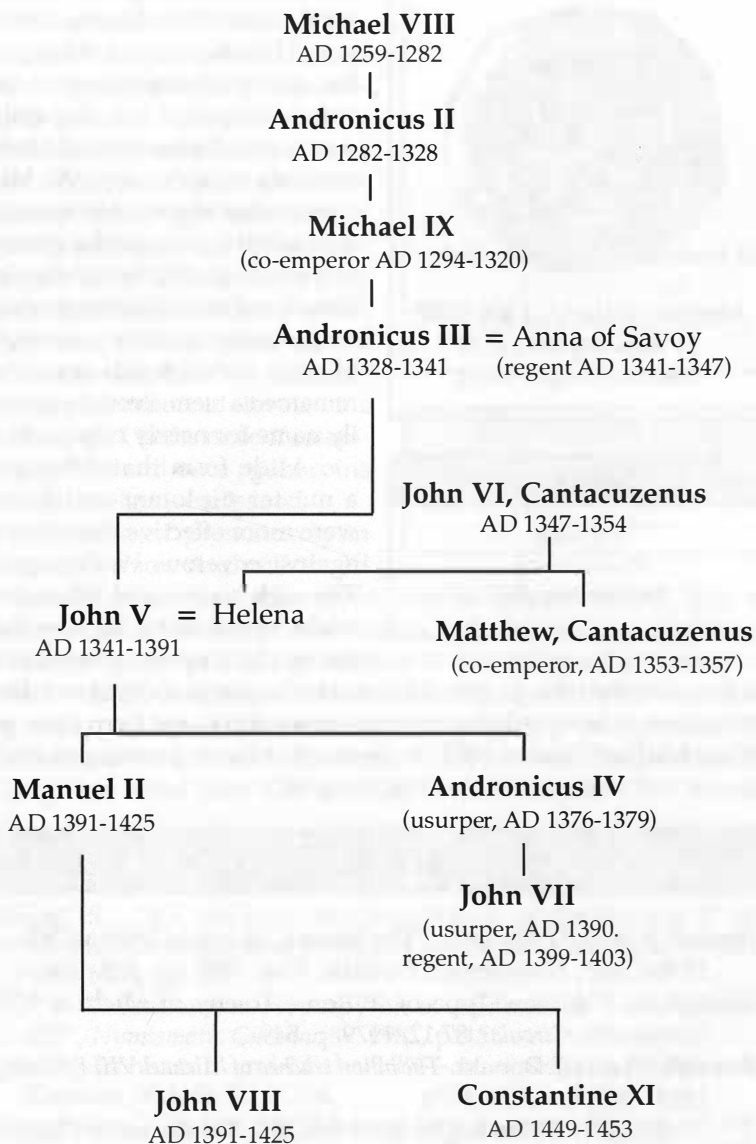 Michael VIII
AD 1259-1282
Andronicus II
AD 1282-1328
Michael IX
(co-emperor AD 1294-1320)
Andronicus III = Anna of Savoy
AD 1328-1341 (regent AD 1341-1347)
John VI, Cantacuzenus
AD 1347-1354
John V = Helena
AD 1341-1391
Matthew, Cantacuzenus
(co-emperor, AD 1353-1357)
Manuel II
AD 1391-1425
Andronicus IV
(usurper, AD 1376-1379)
John VII
(usurper, AD 1390.
regent, AD 1399-1403)
John VIII
AD 1391-1425
Constantine XI
AD 1449-1453